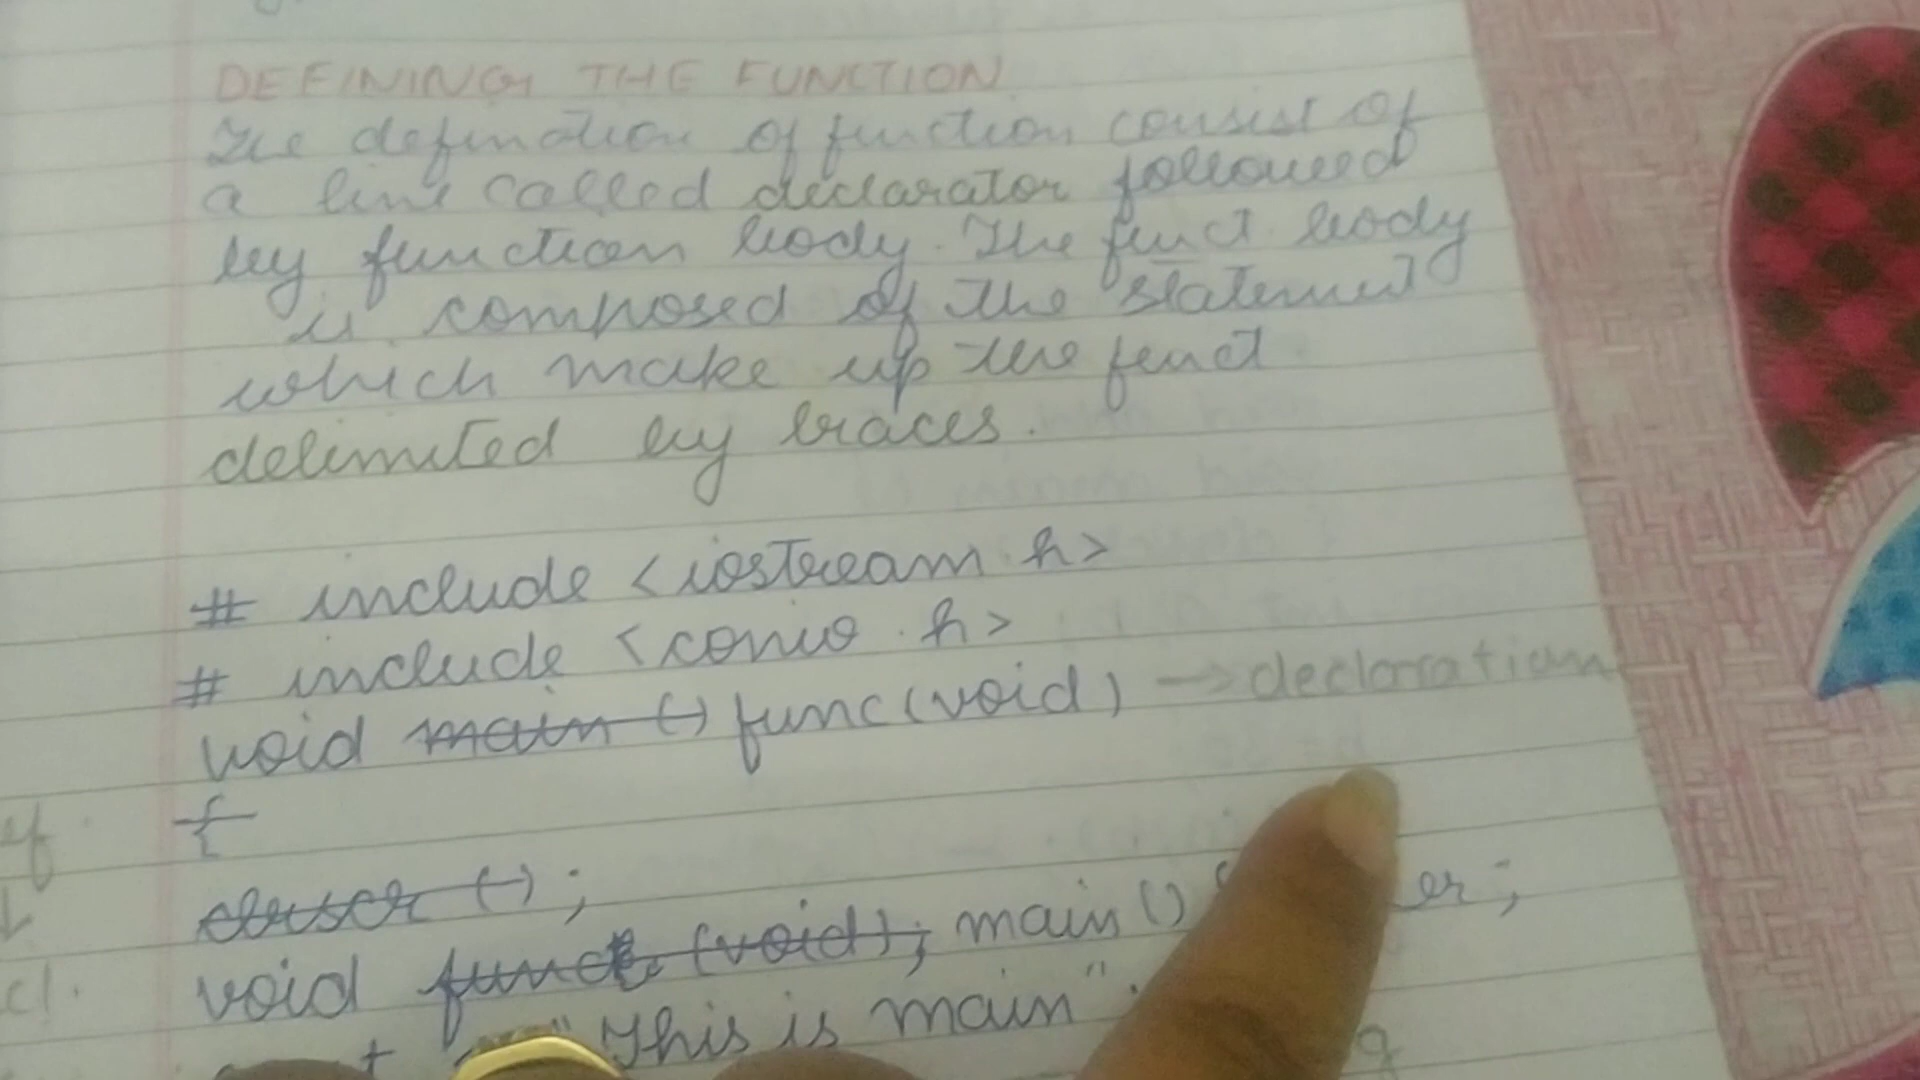 DEFINING THE FUNCTION
The defination of function consist of
a line called declarator followed
by function body. The funct body
is composed of the statement
which make up the funct
delimited by braces.
# include <iostream.h>
# include <conio.h>
void main () func(void) → declaration
{
clrscr ();
void func (void); main () er;
"This is main"